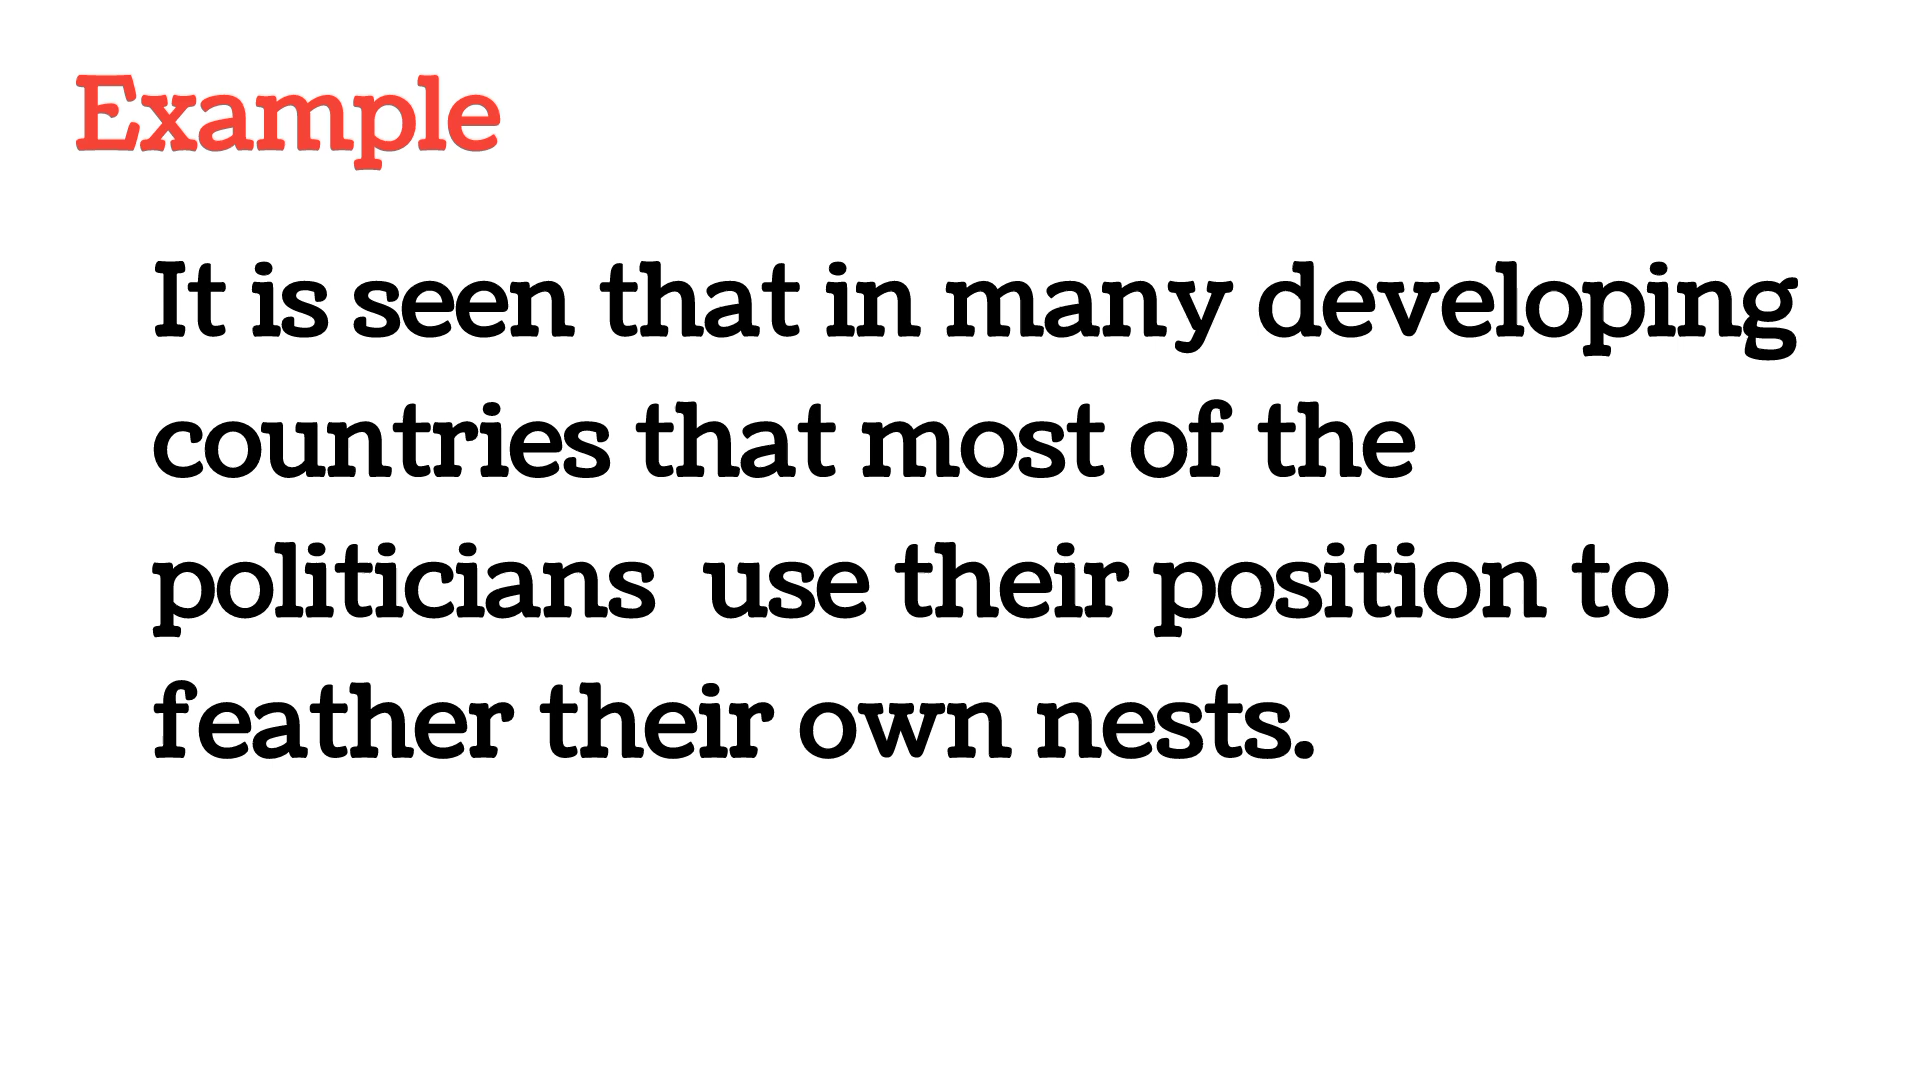 Example
It is seen that in many developing
countries that most of the
politicians  use their position to
feather their own nests.